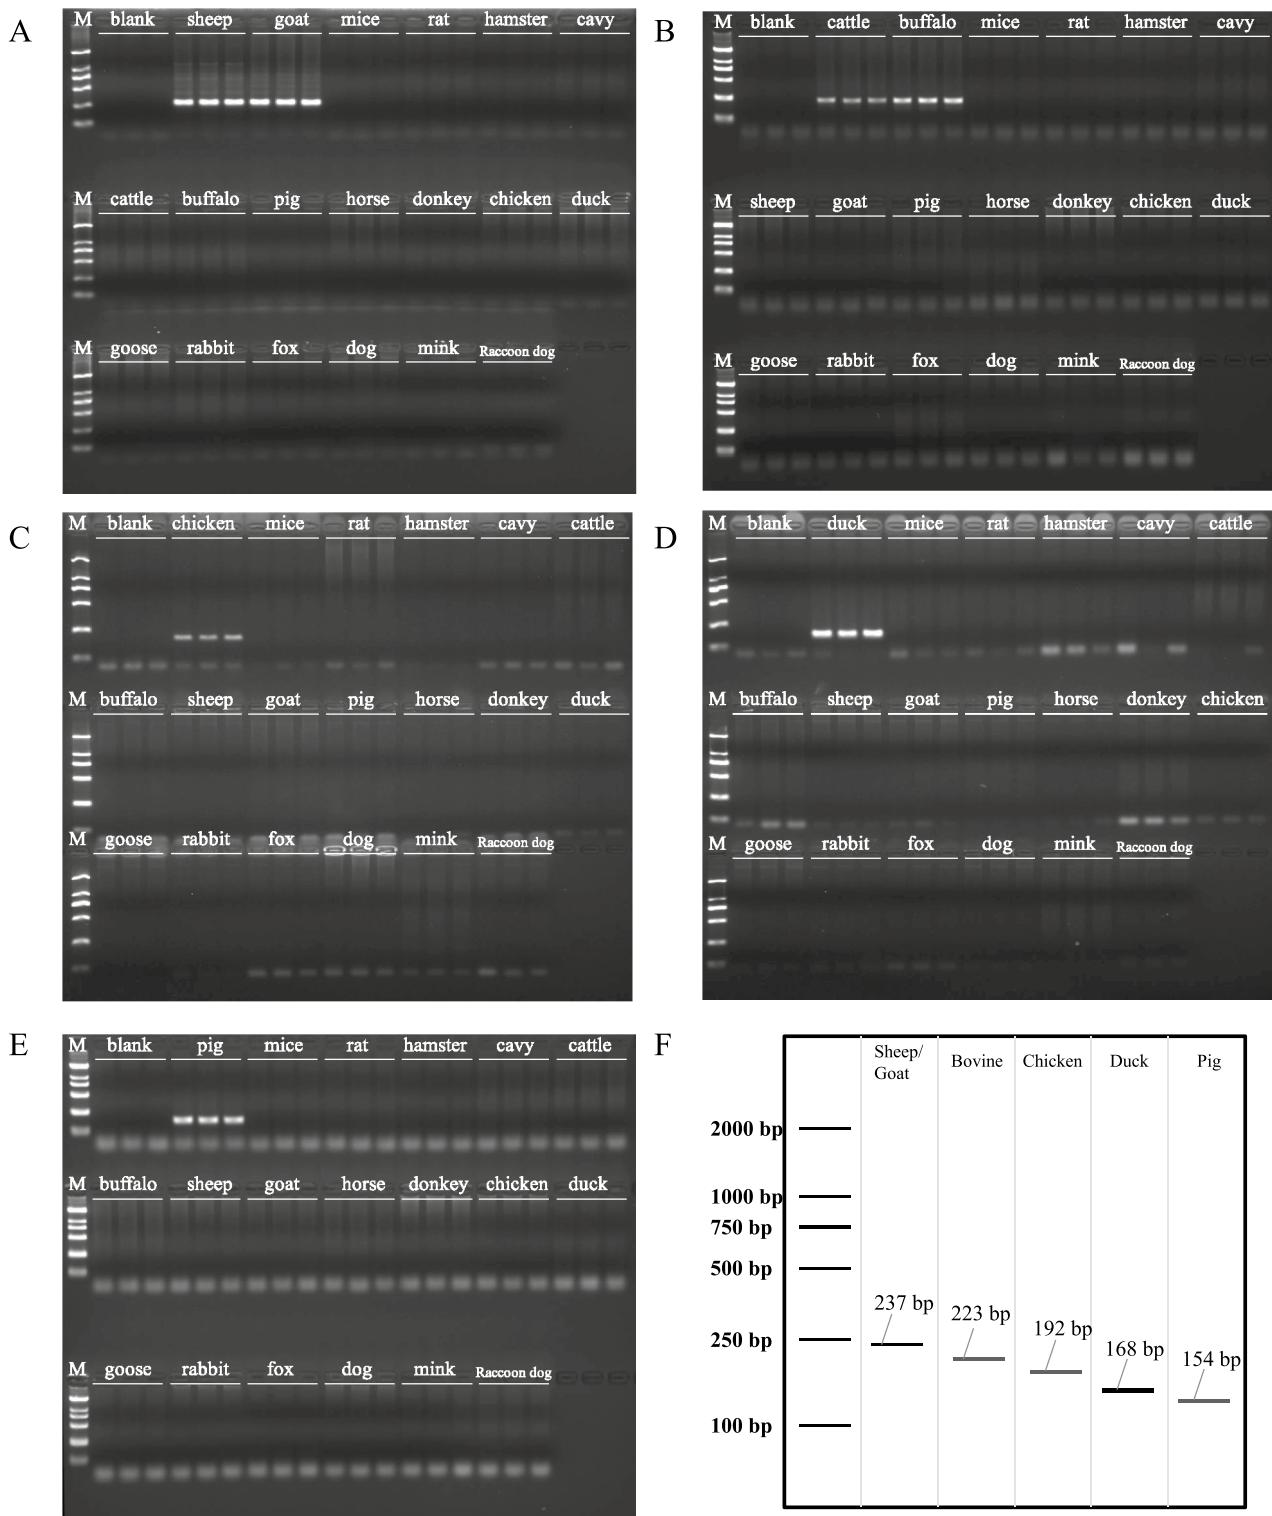 A
M blank sheep goat mice rat hamster cavy
M cattle buffalo pig horse donkey chicken duck
M goose rabbit fox dog mink Raccoon dog
B
M blank cattle buffalo mice rat hamster cavy
M sheep goat pig horse donkey chicken duck
M goose rabbit fox dog mink Raccoon dog
C
M blank chicken mice rat hamster cavy cattle
M buffalo sheep goat pig horse donkey duck
M goose rabbit fox dog mink Raccoon dog
D
M blank duck mice rat hamster cavy cattle
M buffalo sheep goat pig horse donkey chicken
M goose rabbit fox dog mink Raccoon dog
E
M blank pig mice rat hamster cavy cattle
M buffalo sheep goat horse donkey chicken duck
M goose rabbit fox dog mink Raccoon dog
F
Sheep/
Goat
Bovine
Chicken
Duck
Pig
2000 bp
1000 bp
750 bp
500 bp
250 bp
100 bp
237 bp
223 bp
192 bp
168 bp
154 bp